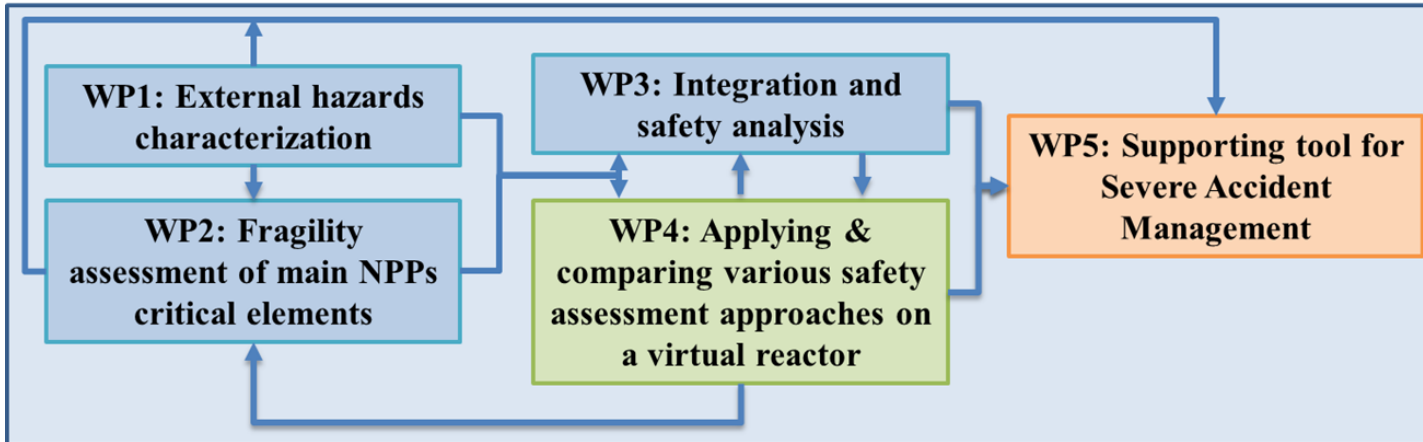 WP1: External hazards
characterization
WP2: Fragility
assessment of main NPPs
critical elements
WP3: Integration and
safety analysis
WP4: Applying &
comparing various safety
assessment approaches on
a virtual reactor
WP5: Supporting tool for
Severe Accident
Management